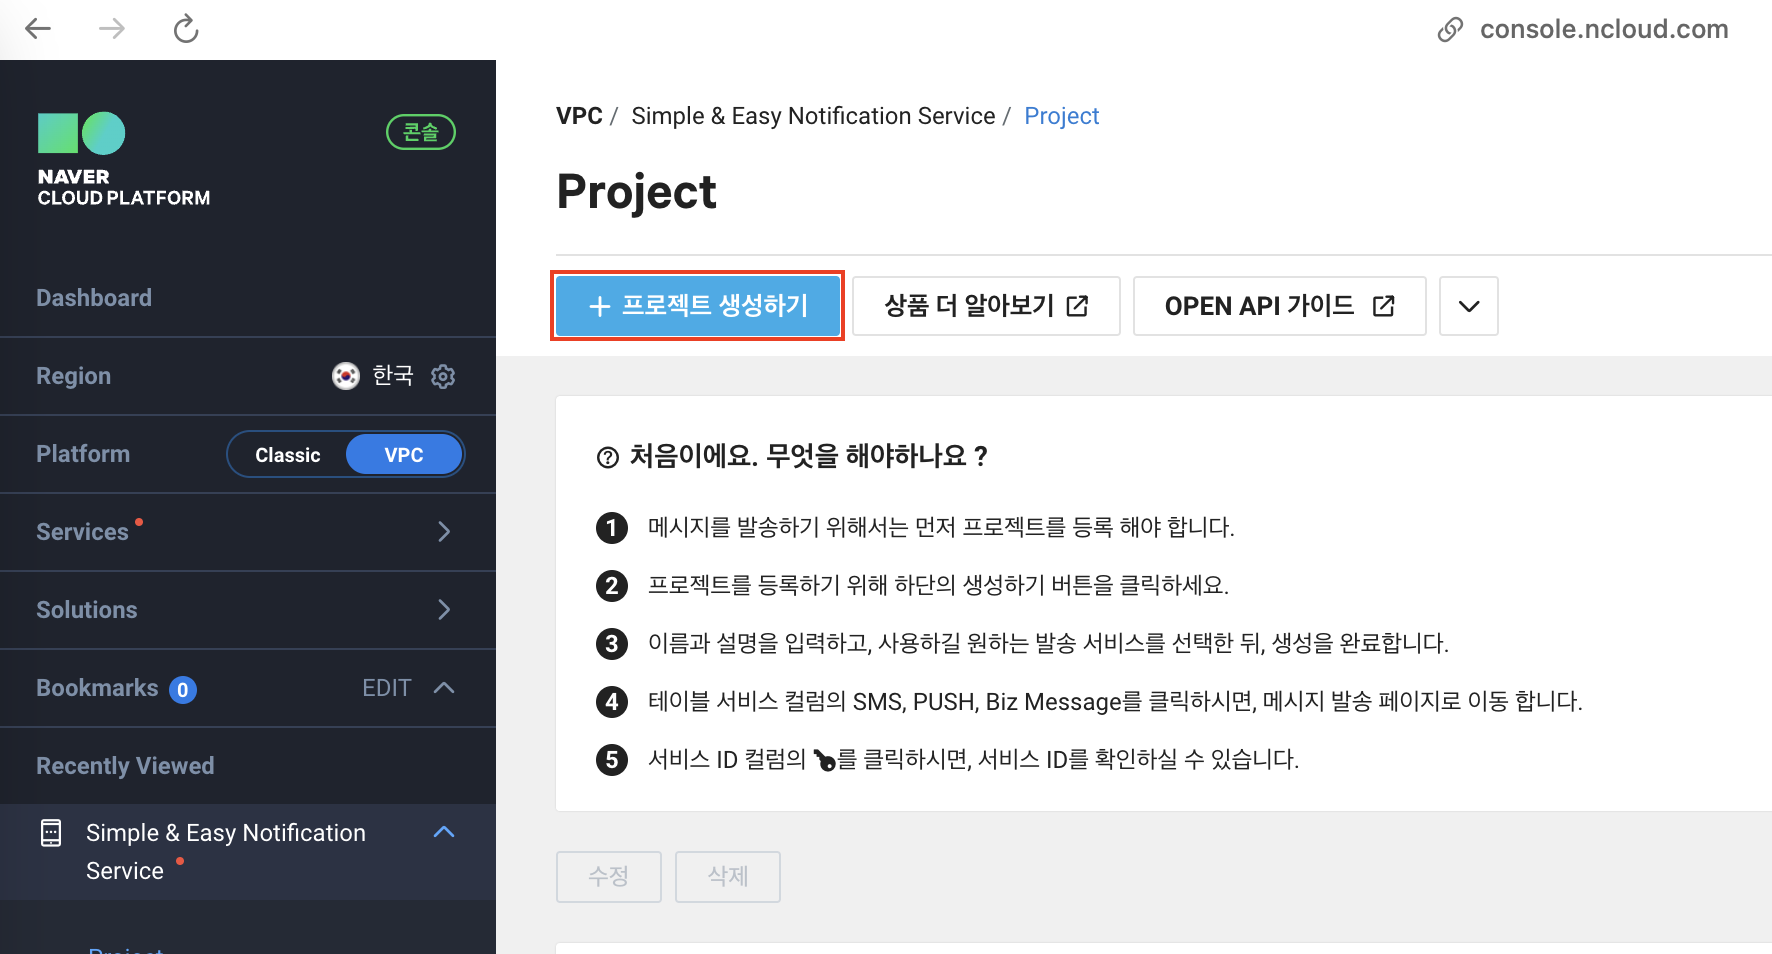 console.ncloud.com
NAVER
CLOUD PLATFORM
콘솔
Dashboard
Region 한국
Platform Classic VPC
Services
Solutions
Bookmarks 0 EDIT
Recently Viewed
Simple & Easy Notification
Service
Project
VPC / Simple & Easy Notification Service / Project
Project
+ 프로젝트 생성하기
상품 더 알아보기
OPEN API 가이드
처음이에요. 무엇을 해야하나요 ?
1 메시지를 발송하기 위해서는 먼저 프로젝트를 등록 해야 합니다.
2 프로젝트를 등록하기 위해 하단의 생성하기 버튼을 클릭하세요.
3 이름과 설명을 입력하고, 사용하길 원하는 발송 서비스를 선택한 뒤, 생성을 완료합니다.
4 테이블 서비스 컬럼의 SMS, PUSH, Biz Message를 클릭하시면, 메시지 발송 페이지로 이동 합니다.
5 서비스 ID 컬럼의 를 클릭하시면, 서비스 ID를 확인하실 수 있습니다.
수정
삭제